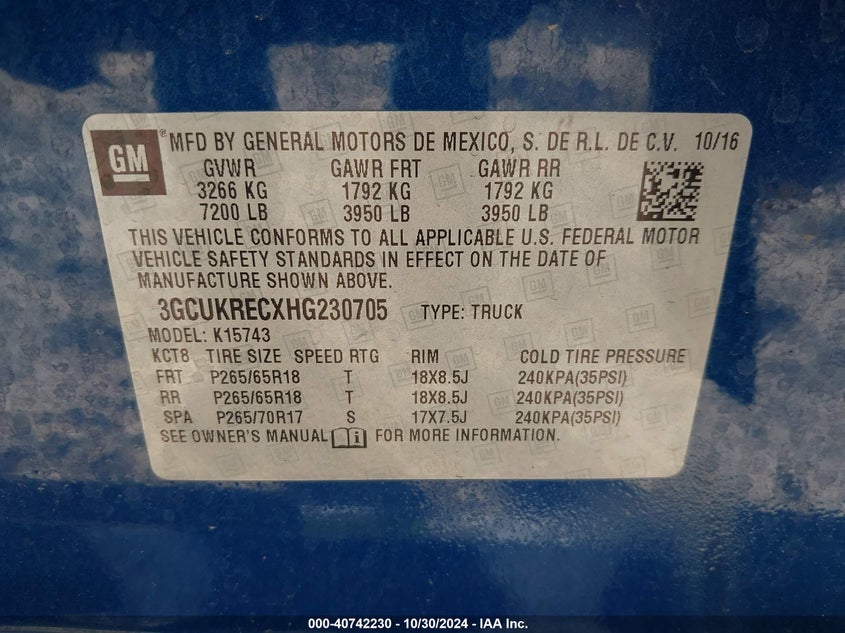 GM
® MFD BY GENERAL MOTORS DE MEXICO, S. DE R.L. DE C.V. 10/16
GVWR GAWR FRT GAWR RR
3266 KG 1792 KG 1792 KG
7200 LB 3950 LB 3950 LB
THIS VEHICLE CONFORMS TO ALL APPLICABLE U.S. FEDERAL MOTOR
VEHICLE SAFETY STANDARDS IN EFFECT ON THE DATE OF
MANUFACTURE SHOWN ABOVE.
3GCUKRECXHG230705 TYPE: TRUCK
MODEL: K15743
KCT8 TIRE SIZE SPEED RTG RIM COLD TIRE PRESSURE
FRT P265/65R18 T 18X8.5J 240KPA(35PSI)
RR P265/65R18 T 18X8.5J 240KPA(35PSI)
SPA P265/70R17 S 17X7.5J 240KPA(35PSI)
SEE OWNER'S MANUAL i FOR MORE INFORMATION.
000-40742230 - 10/30/2024 - IAA Inc.